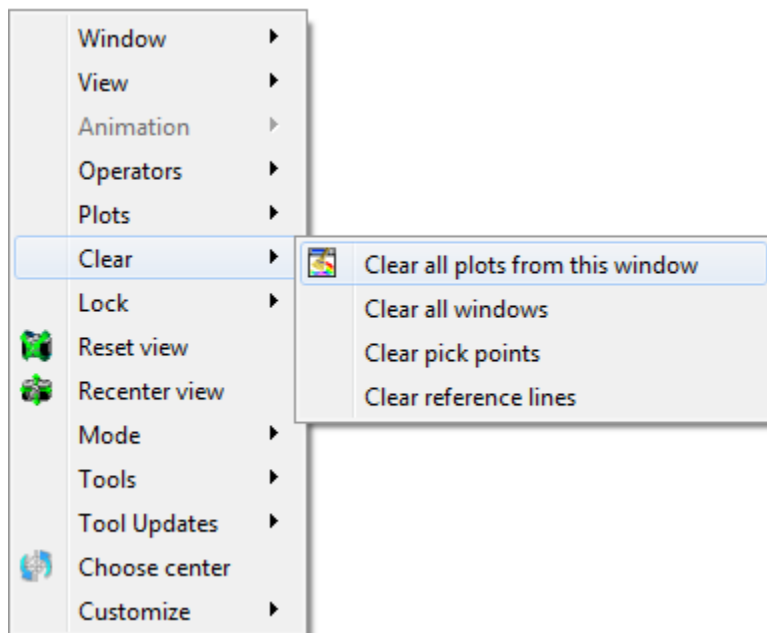 Window
View
Animation
Operators
Plots
Clear
Lock
Reset view
Recenter view
Mode
Tools
Tool Updates
Choose center
Customize
Clear all plots from this window
Clear all windows
Clear pick points
Clear reference lines